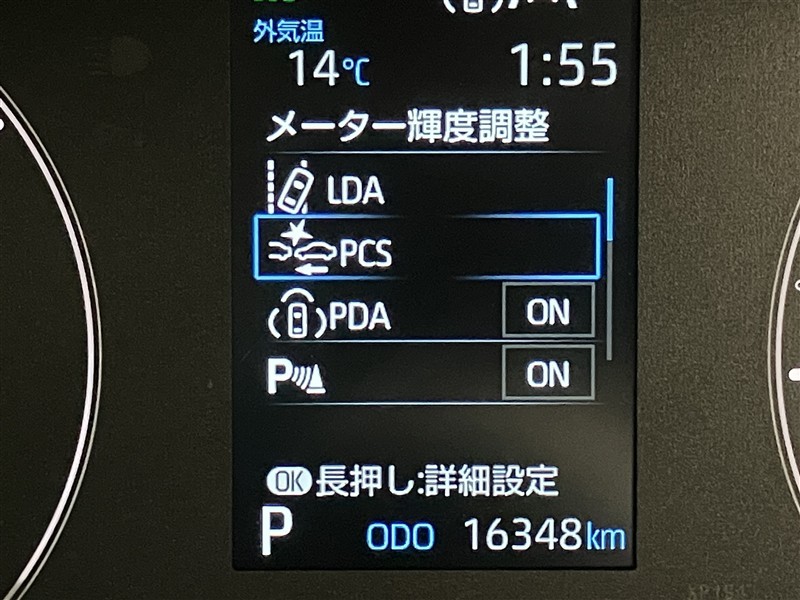 外気温
14℃ 1:55
メーター輝度調整
LDA
PCS
PDA ON
P ON
OK 長押し:詳細設定
P ODO 16348km